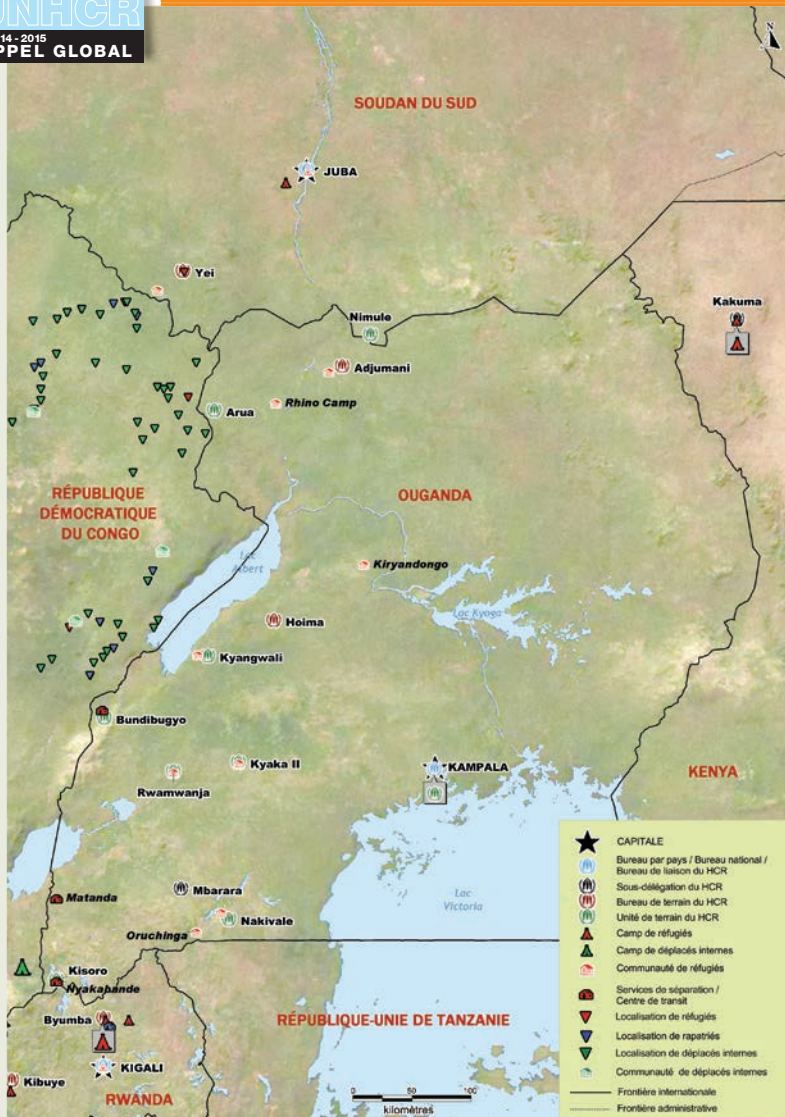 UNHCR
14 - 2015
PPEL GLOBAL
SOUDAN DU SUD
JUBA
Yei
Nimule
Kakuma
Adjumani
Rhino Camp
Arua
RÉPUBLIQUE
DÉMOCRATIQUE
DU CONGO
OUGANDA
Lac
Albert
Kiryandongo
Lac Kyoga
Hoima
Kyangwali
Bundibugyo
Kyaka II
KAMPALA
KENYA
Rwamwanja
Mbarara
Matanda
Lac
Victoria
Nakivale
Oruchinga
Kisoro
Nyakabande
Byumba
RÉPUBLIQUE-UNIE DE TANZANIE
KIGALI
Kibuye
RWANDA
0 50 100
kilomètres
CAPITALE
Bureau par pays / Bureau national /
Bureau de liaison du HCR
Sous-délégation du HCR
Bureau de terrain du HCR
Unité de terrain du HCR
Camp de réfugiés
Camp de déplacés internes
Communauté de réfugiés
Services de séparation /
Centre de transit
Localisation de réfugiés
Localisation de rapatriés
Localisation de déplacés internes
Communauté de déplacés internes
Frontière internationale
Frontière administrative